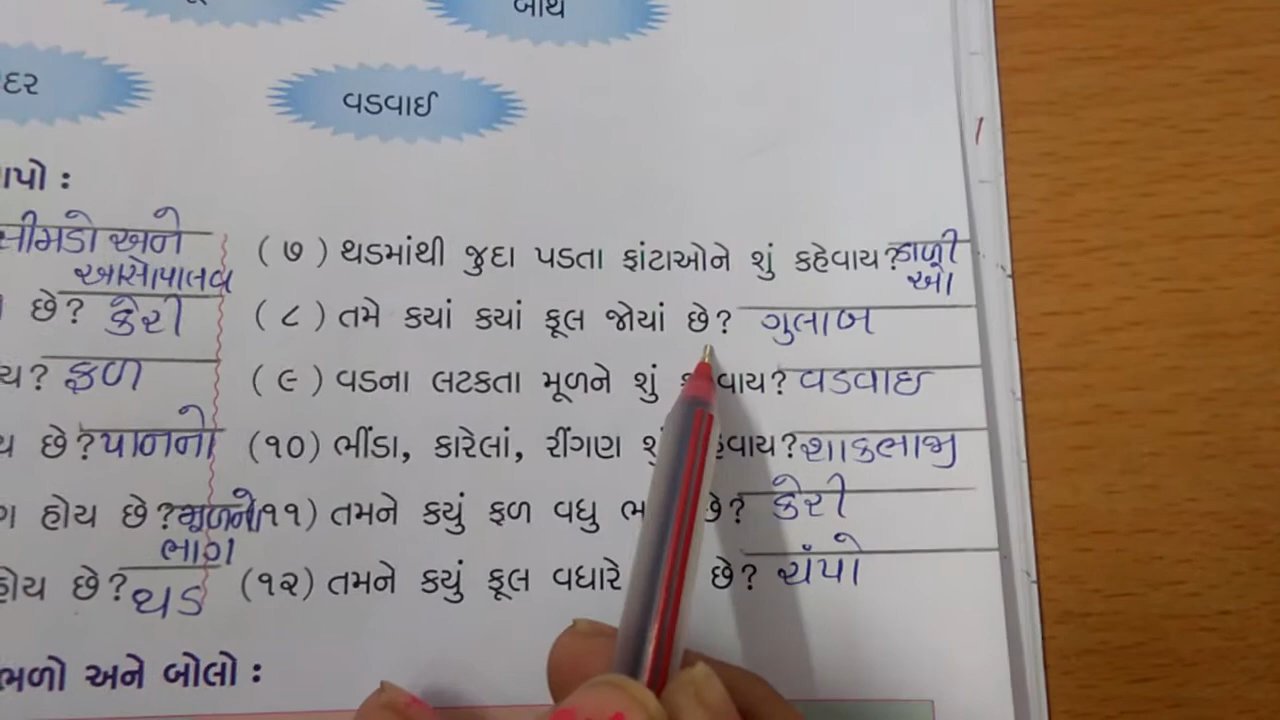 બાથ
દર
વડવાઈ
આપો :
લીમડો અને
આસોપાલવ
છે? કેરી
ય? ફળ
ય છે? પાનનો
ગ હોય છે? મૂળનો
ભાગ
હોય છે? થડ
(૭) થડમાંથી જુદા પડતા ફાંટાઓને શું કહેવાય? ડાળી
ઓ
(૮) તમે કયાં કયાં ફૂલ જોયાં છે? ગુલાબ
(૯) વડના લટકતા મૂળને શું વાય? વડવાઇ
(૧૦) ભીંડા, કારેલાં, રીંગણ શું હેવાય? શાકભાજી
(૧૧) તમને કયું ફળ વધુ ભ છે? કેરી
(૧૨) તમને કયું ફૂલ વધારે છે? ચંપો
ભળો અને બોલો :